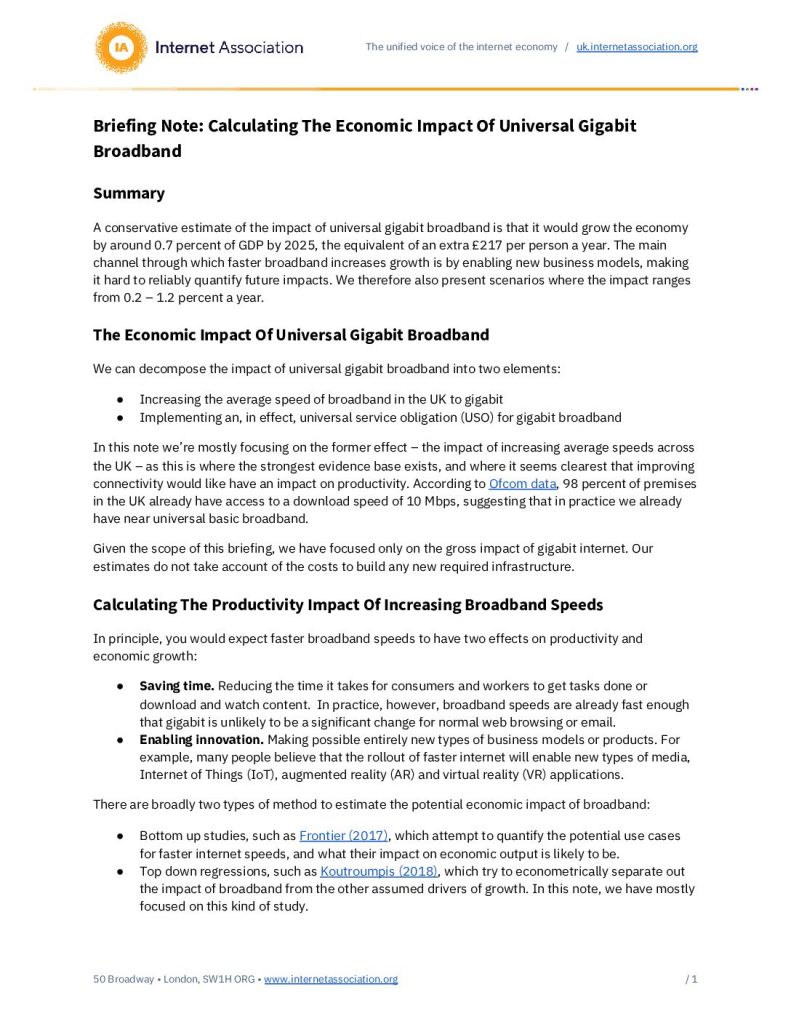 IA Internet Association
The unified voice of the internet economy / uk.internetassociation.org
Briefing Note: Calculating The Economic Impact Of Universal Gigabit
Broadband
Summary
A conservative estimate of the impact of universal gigabit broadband is that it would grow the economy
by around 0.7 percent of GDP by 2025, the equivalent of an extra £217 per person a year. The main
channel through which faster broadband increases growth is by enabling new business models, making
it hard to reliably quantify future impacts. We therefore also present scenarios where the impact ranges
from 0.2 – 1.2 percent a year.
The Economic Impact Of Universal Gigabit Broadband
We can decompose the impact of universal gigabit broadband into two elements:
● Increasing the average speed of broadband in the UK to gigabit
● Implementing an, in effect, universal service obligation (USO) for gigabit broadband
In this note we’re mostly focusing on the former effect – the impact of increasing average speeds across
the UK – as this is where the strongest evidence base exists, and where it seems clearest that improving
connectivity would like have an impact on productivity. According to Ofcom data, 98 percent of premises
in the UK already have access to a download speed of 10 Mbps, suggesting that in practice we already
have near universal basic broadband.
Given the scope of this briefing, we have focused only on the gross impact of gigabit internet. Our
estimates do not take account of the costs to build any new required infrastructure.
Calculating The Productivity Impact Of Increasing Broadband Speeds
In principle, you would expect faster broadband speeds to have two effects on productivity and
economic growth:
● Saving time. Reducing the time it takes for consumers and workers to get tasks done or
download and watch content. In practice, however, broadband speeds are already fast enough
that gigabit is unlikely to be a significant change for normal web browsing or email.
● Enabling innovation. Making possible entirely new types of business models or products. For
example, many people believe that the rollout of faster internet will enable new types of media,
Internet of Things (IoT), augmented reality (AR) and virtual reality (VR) applications.
There are broadly two types of method to estimate the potential economic impact of broadband:
● Bottom up studies, such as Frontier (2017), which attempt to quantify the potential use cases
for faster internet speeds, and what their impact on economic output is likely to be.
● Top down regressions, such as Koutroumpis (2018), which try to econometrically separate out
the impact of broadband from the other assumed drivers of growth. In this note, we have mostly
focused on this kind of study.
50 Broadway • London, SW1H ORG • www.internetassociation.org
/ 1